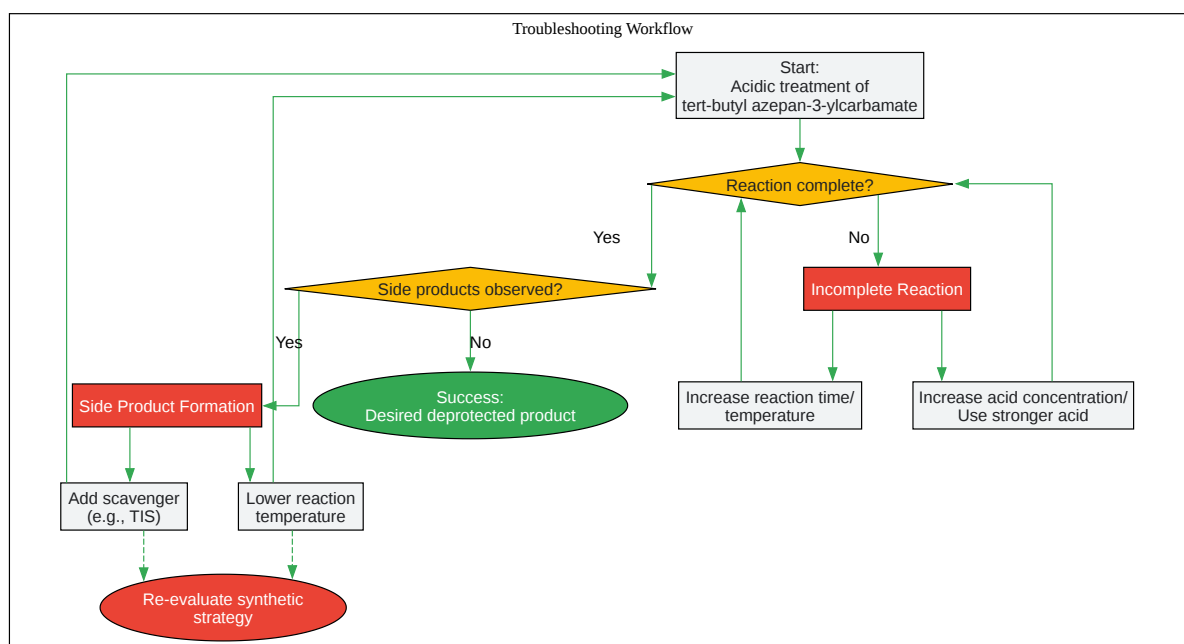 Troubleshooting Workflow
Start:
Acidic treatment of
tert-butyl azepan-3-ylcarbamate
Reaction complete?
Yes
No
Side products observed?
Incomplete Reaction
Yes
No
Side Product Formation
Success:
Desired deprotected product
Increase reaction time/
temperature
Increase acid concentration/
Use stronger acid
Add scavenger
(e.g., TIS)
Lower reaction
temperature
Re-evaluate synthetic
strategy